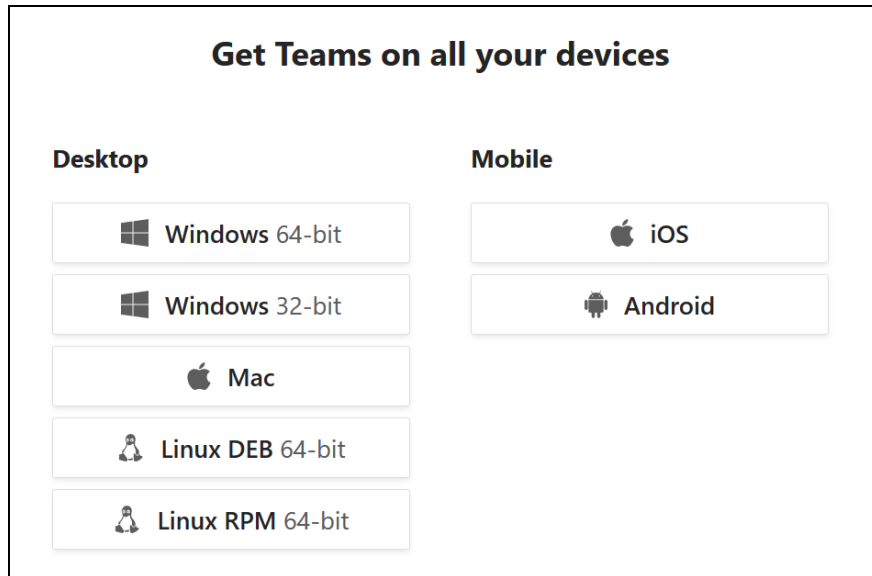 Get Teams on all your devices
Desktop
Windows 64-bit
Windows 32-bit
Mac
Linux DEB 64-bit
Linux RPM 64-bit
Mobile
iOS
Android